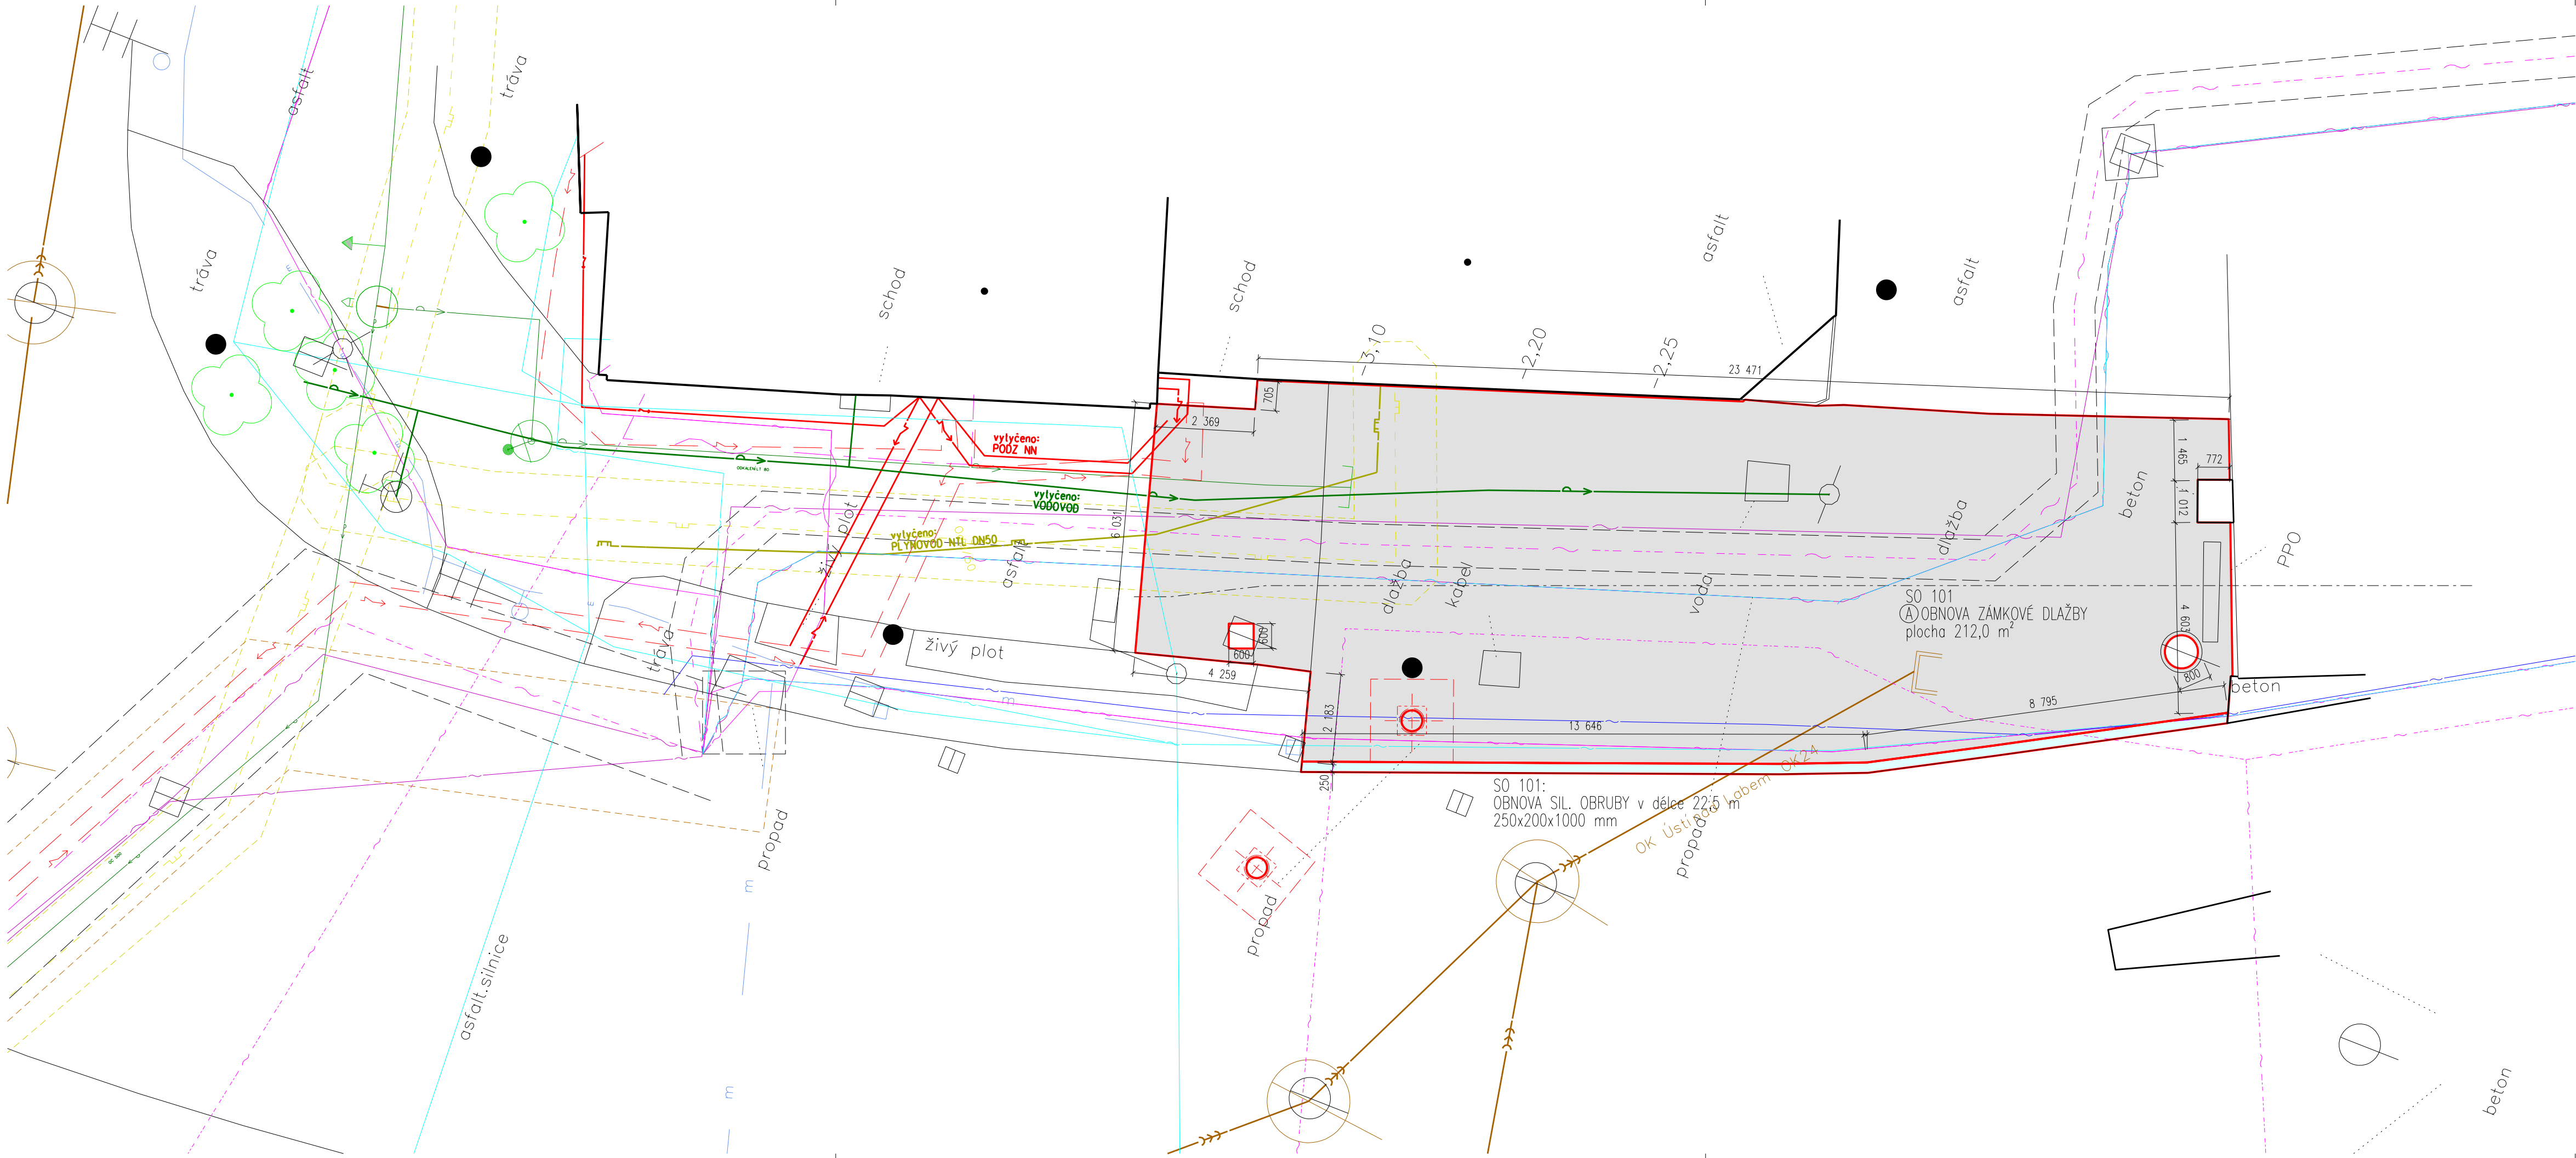 asfalt
tráva
tráva
schod
schod
asfalt
asfalt
-3,10
-2,20
-2,25
23 471
705
2 369
vytyčeno:
PODZ NN
vytyčeno:
VODOVOD
vytyčeno:
PLYNOVOD NTL DN50
6 031
živý plot
asfalt
dlažba
kabel
voda
dlažba
beton
1 465
772
1 012
PPO
SO 101
A OBNOVA ZÁMKOVÉ DLAŽBY
plocha 212,0 m²
4 603
800
beton
600
600
4 259
tráva
živý plot
2 183
13 646
8 795
250
SO 101:
OBNOVA SIL. OBRUBY v délce 22,5 m
250x200x1000 mm
OK Ústí nad Labem OK24
propad
propad
propad
asfalt.silnice
beton